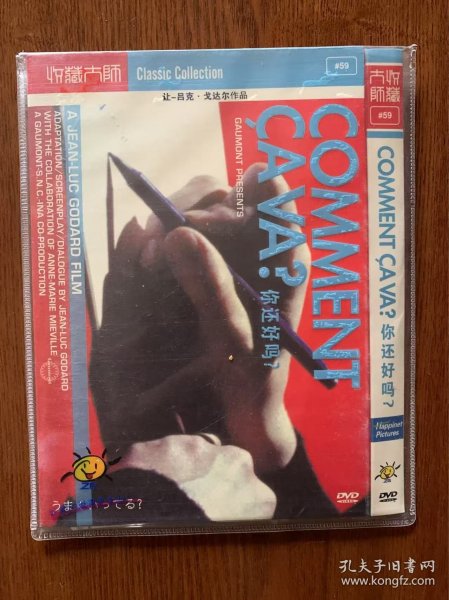 收藏大师
Classic Collection
#59
让-吕克·戈达尔作品
COMMENT
ÇA VA?
你还好吗?
GAUMONT PRESENTS
A JEAN-LUC GODARD FILM
ADAPTATION/SCREENPLAY/DIALOGUE BY JEAN-LUC GODARD
WITH THE COLLABORATION OF ANNE-MARIE MIEVILLE
A GAUMONT-S.N.C.-INA CO-PRODUCTION
DVD
收藏大师
#59
COMMENT ÇA VA?
你还好吗?
Happinet
Pictures
DVD
孔夫子旧书网
www.kongfz.com